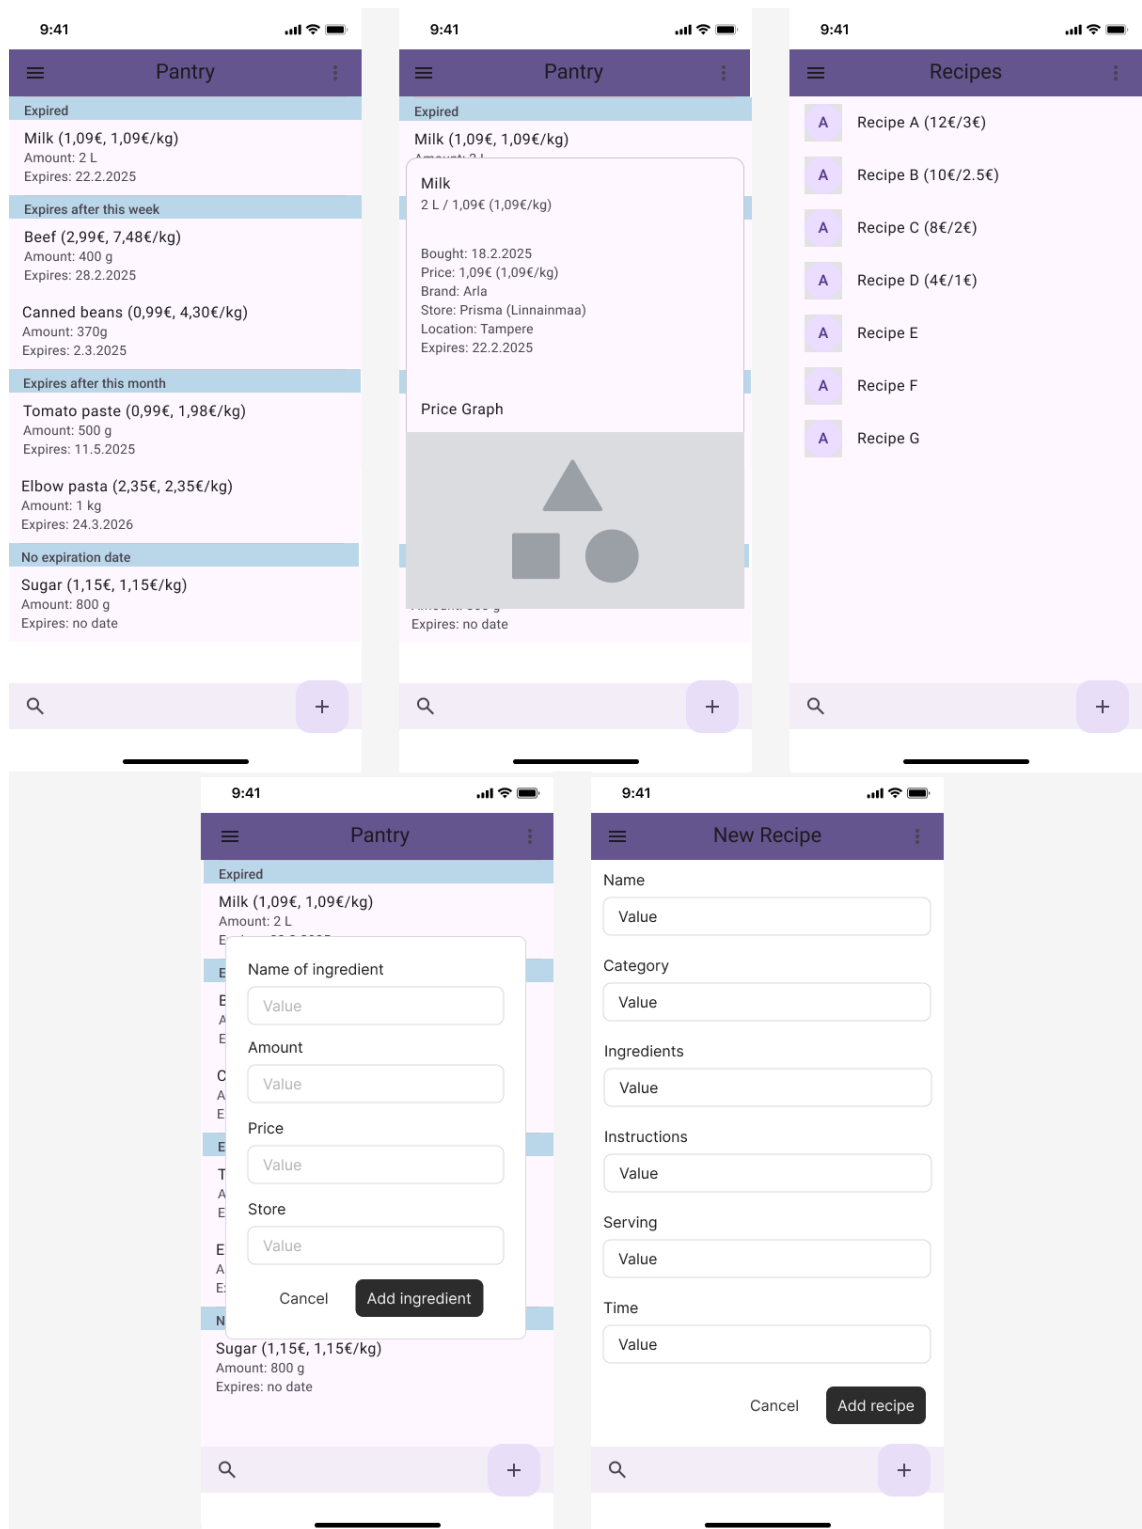 9:41
Pantry
Expired
Milk (1,09€, 1,09€/kg)
Amount: 2 L
Expires: 22.2.2025
Expires after this week
Beef (2,99€, 7,48€/kg)
Amount: 400 g
Expires: 28.2.2025
Canned beans (0,99€, 4,30€/kg)
Amount: 370g
Expires: 2.3.2025
Expires after this month
Tomato paste (0,99€, 1,98€/kg)
Amount: 500 g
Expires: 11.5.2025
Elbow pasta (2,35€, 2,35€/kg)
Amount: 1 kg
Expires: 24.3.2026
No expiration date
Sugar (1,15€, 1,15€/kg)
Amount: 800 g
Expires: no date
9:41
Pantry
Expired
Milk (1,09€, 1,09€/kg)
Milk
2 L / 1,09€ (1,09€/kg)
Bought: 18.2.2025
Price: 1,09€ (1,09€/kg)
Brand: Arla
Store: Prisma (Linnainmaa)
Location: Tampere
Expires: 22.2.2025
Price Graph
Expires: no date
9:41
Recipes
A Recipe A (12€/3€)
A Recipe B (10€/2.5€)
A Recipe C (8€/2€)
A Recipe D (4€/1€)
A Recipe E
A Recipe F
A Recipe G
9:41
Pantry
Expired
Milk (1,09€, 1,09€/kg)
Amount: 2 L
Name of ingredient
Value
Amount
Value
Price
Value
Store
Value
Cancel
Add ingredient
Sugar (1,15€, 1,15€/kg)
Amount: 800 g
Expires: no date
9:41
New Recipe
Name
Value
Category
Value
Ingredients
Value
Instructions
Value
Serving
Value
Time
Value
Cancel
Add recipe